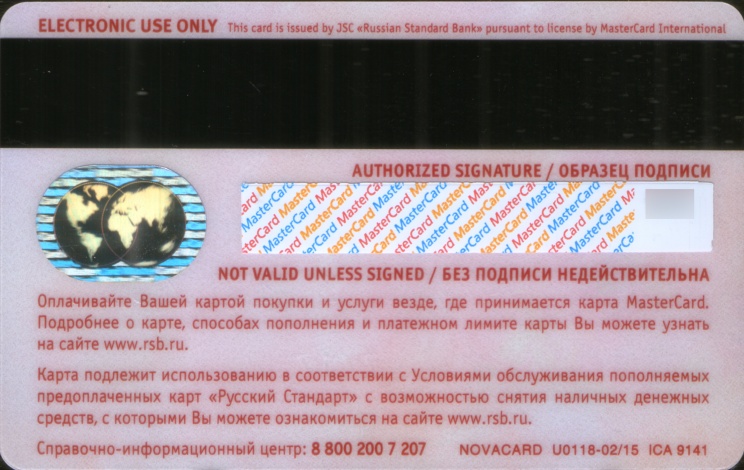 ELECTRONIC USE ONLY This card is issued by JSC «Russian Standard Bank» pursuant to license by MasterCard International
AUTHORIZED SIGNATURE / ОБРАЗЕЦ ПОДПИСИ
NOT VALID UNLESS SIGNED / БЕЗ ПОДПИСИ НЕДЕЙСТВИТЕЛЬНА
Оплачивайте Вашей картой покупки и услуги везде, где принимается карта MasterCard.
Подробнее о карте, способах пополнения и платежном лимите карты Вы можете узнать
на сайте www.rsb.ru.
Карта подлежит использованию в соответствии с Условиями обслуживания пополняемых
предоплаченных карт «Русский Стандарт» с возможностью снятия наличных денежных
средств, с которыми Вы можете ознакомиться на сайте www.rsb.ru.
Справочно-информационный центр: 8 800 200 7 207 NOVACARD U0118-02/15 ICA 9141